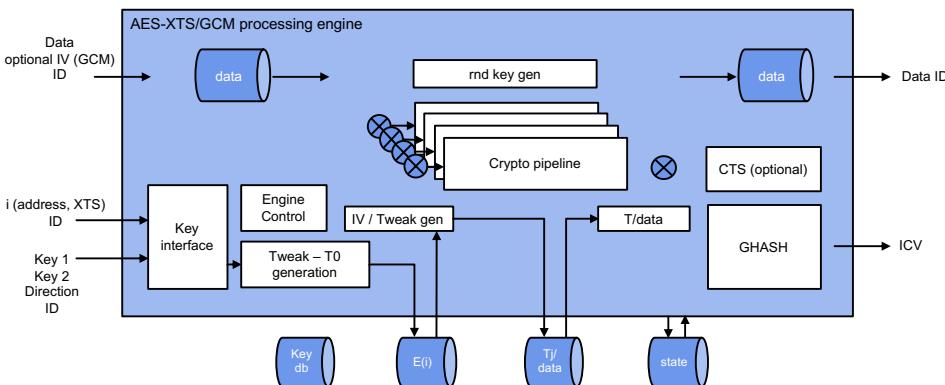 AES-XTS/GCM processing engine
Data
optional IV (GCM)
ID
data
rnd key gen
data
Data ID
Crypto pipeline
CTS (optional)
i (address, XTS)
ID
Key
interface
Engine
Control
IV / Tweak gen
T/data
GHASH
ICV
Key 1
Key 2
Direction
ID
Tweak – T0
generation
Key
db
E(i)
Tj/
data
state